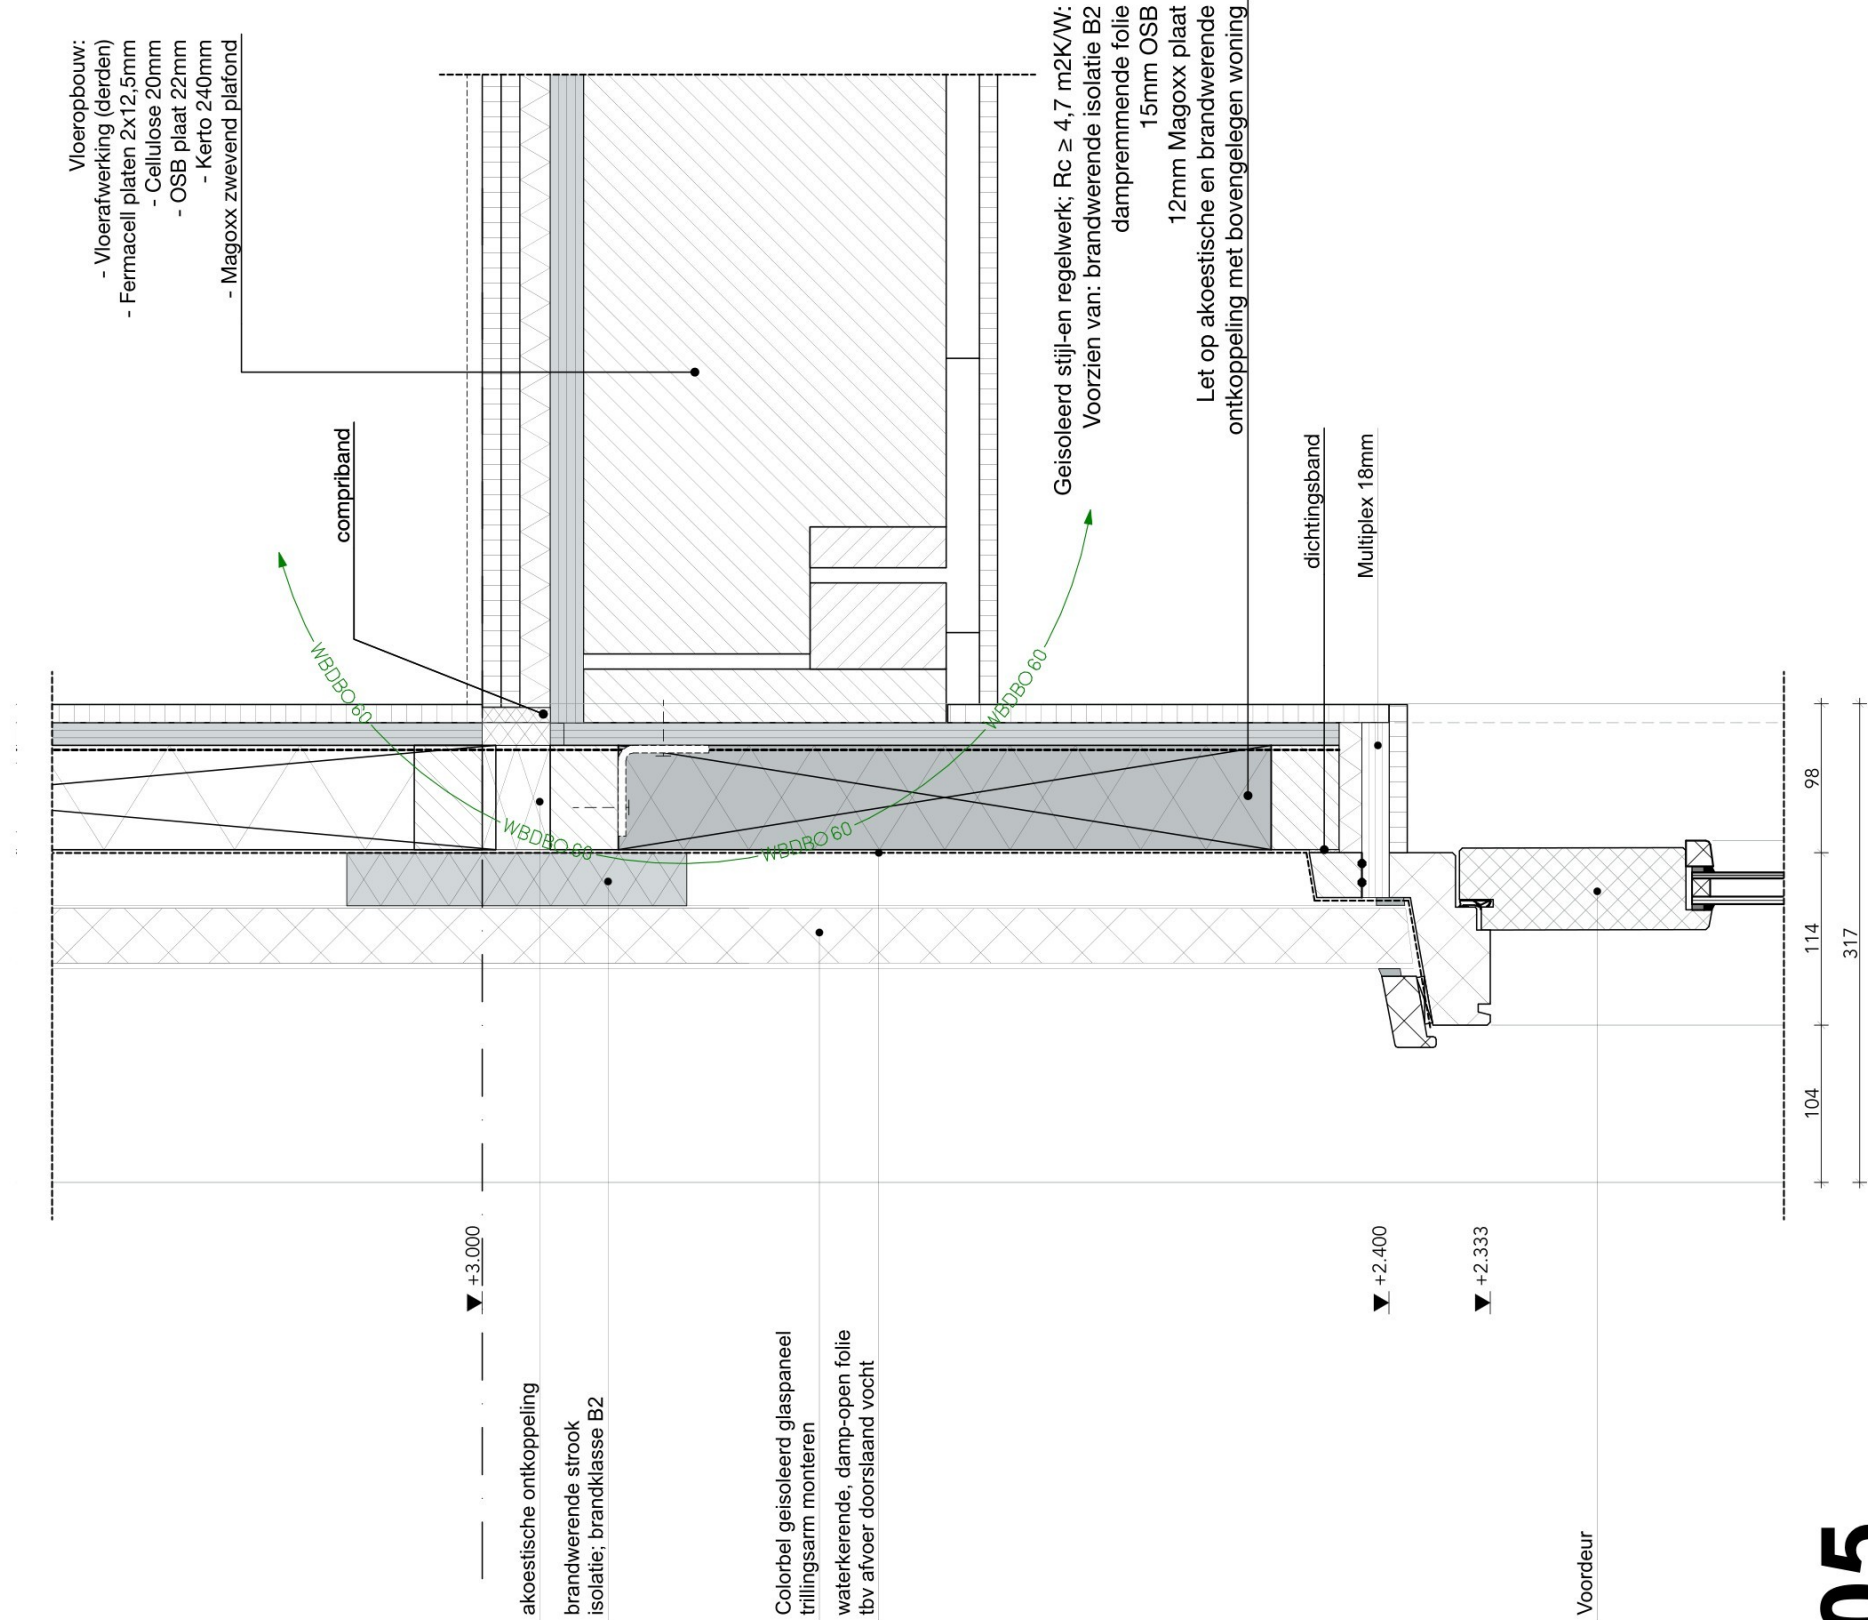 Vloeropbouw:
- Vloerafwerking (derden)
- Fermacell platen 2x12,5mm
- Cellulose 20mm
- OSB plaat 22mm
- Kerto 240mm
- Magoxx zwevend plafond
compriband
Geisoleerd stijl-en regelwerk; Rc ≥ 4,7 m2K/W:
Voorzien van: brandwerende isolatie B2
dampremmende folie
15mm OSB
12mm Magoxx plaat
Let op akoestische en brandwerende
ontkoppeling met bovengelegen woning
dichtingsband
Multiplex 18mm
WBDBO 60
WBDBO 60
WBDBO 60
WBDBO 60
98
114
104
317
+3.000
+2.400
+2.333
akoestische ontkoppeling
brandwerende strook
isolatie; brandklasse B2
Colorbel geisoleerd glaspaneel
trillingsarm monteren
waterkerende, damp-open folie
tbv afvoer doorslaand vocht
Voordeur
05